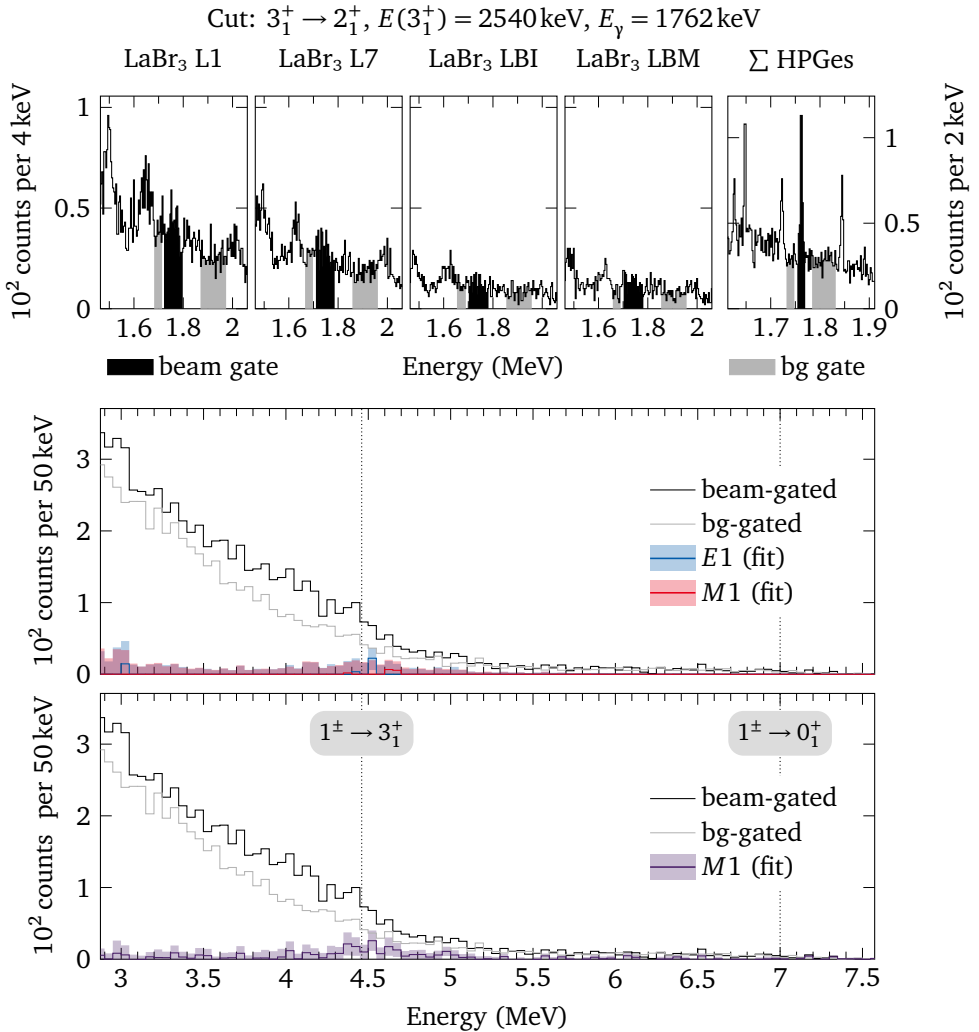 Cut: 3₁⁺ → 2₁⁺, E(3₁⁺) = 2540 keV, Eᵧ = 1762 keV
LaBr₃ L1 LaBr₃ L7 LaBr₃ LBI LaBr₃ LBM ∑ HPGes
10² counts per 4 keV
1
0.5
0
1
0.5
0
10² counts per 2 keV
1.6 1.8 2 1.6 1.8 2 1.6 1.8 2 1.6 1.8 2 1.7 1.8 1.9
beam gate Energy (MeV) bg gate
10² counts per 50 keV
3
2
1
0
beam-gated
bg-gated
E1 (fit)
M1 (fit)
10² counts per 50 keV
3
2
1
0
1± → 3₁⁺ 1± → 0₁⁺
beam-gated
bg-gated
M1 (fit)
3 3.5 4 4.5 5 5.5 6 6.5 7 7.5
Energy (MeV)